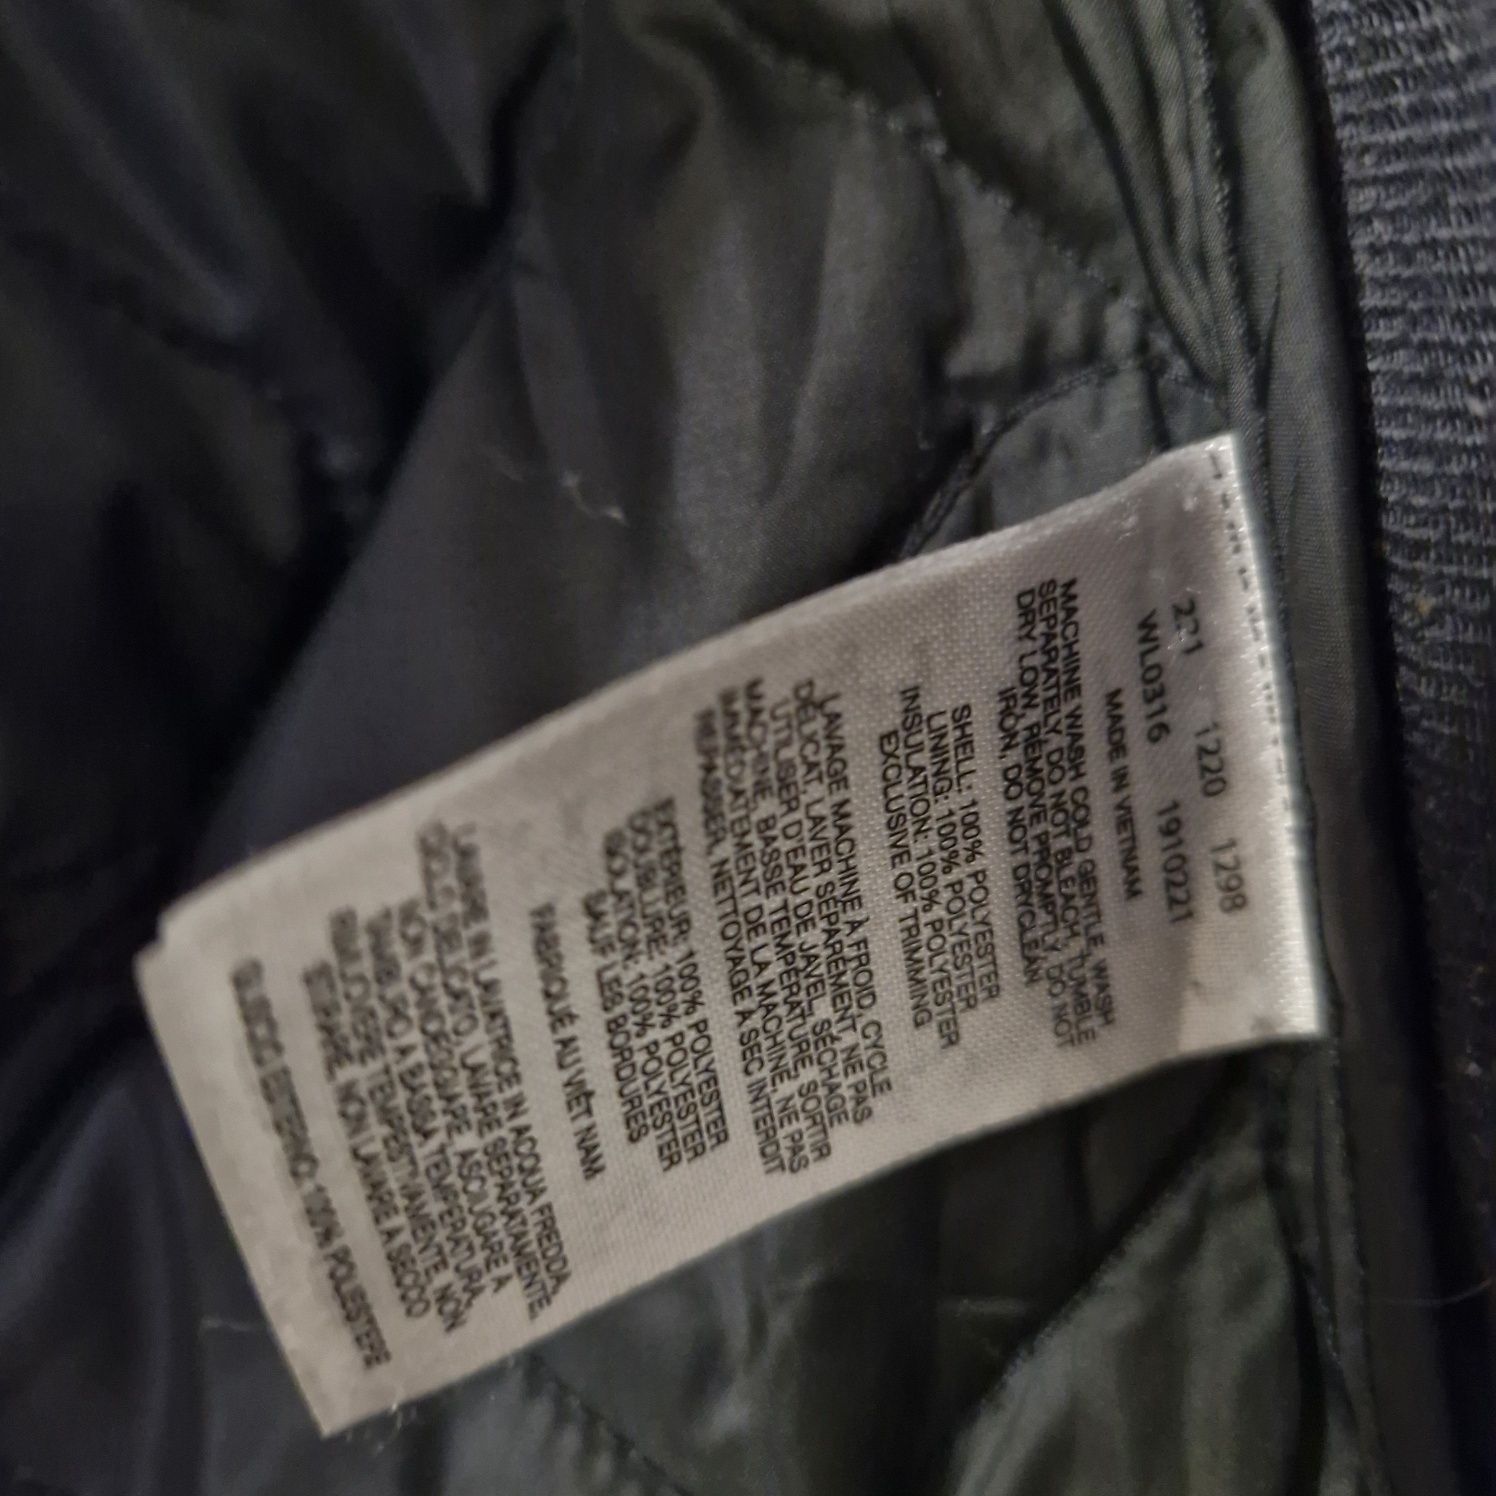 221 1220 1298
WL0316 1910221
MADE IN VIETNAM
MACHINE WASH COLD GENTLE, WASH
SEPARATELY, DO NOT BLEACH, TUMBLE
DRY LOW, REMOVE PROMPTLY, DO NOT
IRON, DO NOT DRYCLEAN
SHELL: 100% POLYESTER
LINING: 100% POLYESTER
INSULATION: 100% POLYESTER
EXCLUSIVE OF TRIMMING
LAVAGE MACHINE À FROID, CYCLE
DÉLICAT, LAVER SÉPARÉMENT NE PAS
UTILISER D'EAU DE JAVEL, SÉCHAGE
MACHINE, BASSE TEMPÉRATURE, SORTIR
IMMÉDIATEMENT DE LA MACHINE, NE PAS
REPASSER, NETTOYAGE À SEC INTERDIT
EXTÉRIEUR: 100% POLYESTER
DOUBLURE: 100% POLYESTER
ISOLATION: 100% POLYESTER
SAUF LES BORDURES
FABRIQUÉ AU VIÊT NAM
LAVARE IN LAVATRICE IN ACQUA FREDDA,
CICLO DELICATO, LAVARE SEPARATAMENTE,
NON CANDEGGIARE, ASCIUGARE A
TAMBURO A BASSA TEMPERATURA,
RIMUOVERE TEMPESTIVAMENTE, NON
STIRARE, NON LAVARE A SECCO
GUSCIO ESTERNO: 100% POLIESTERE